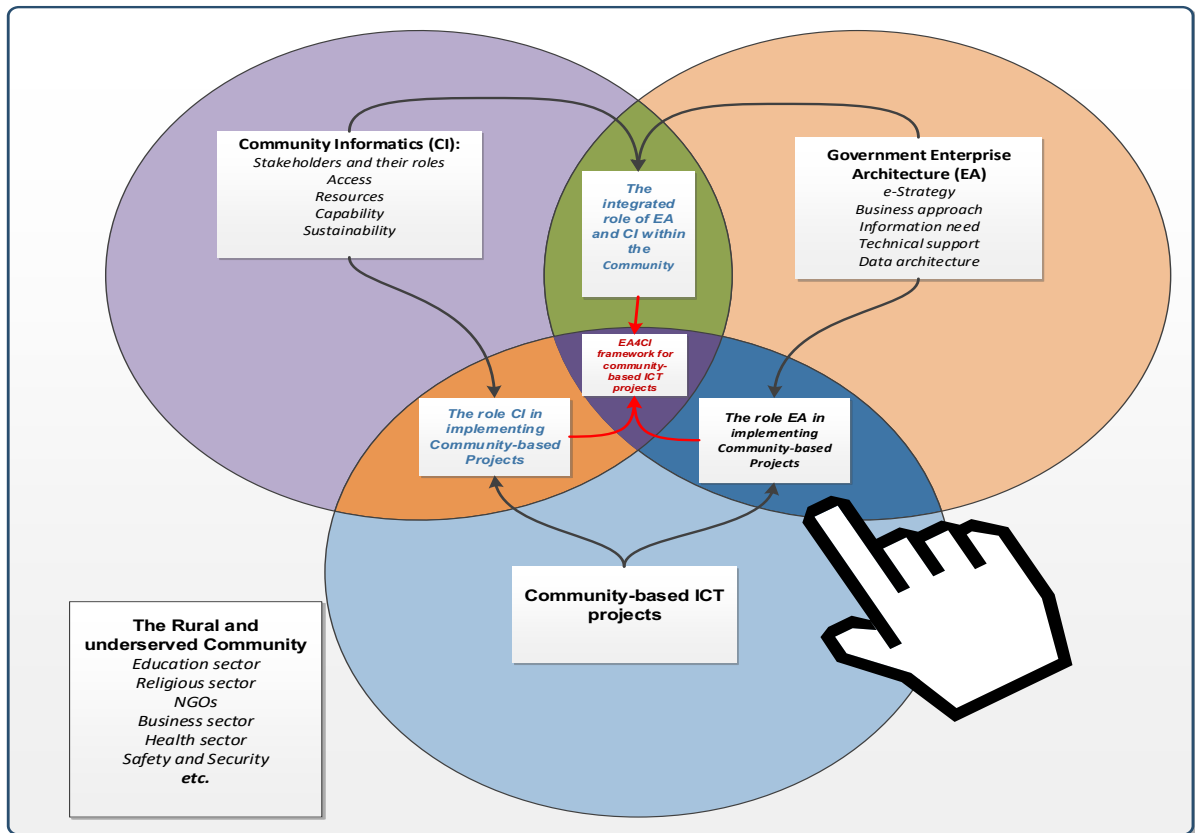 Community Informatics (CI):
Stakeholders and their roles
Access
Resources
Capability
Sustainability
Government Enterprise
Architecture (EA)
e-Strategy
Business approach
Information need
Technical support
Data architecture
The
integrated
role of EA
and CI within
the
Community
EA4CI
framework for
community-
based ICT
projects
The role CI in
implementing
Community-based
Projects
The role EA in
implementing
Community-based
Projects
Community-based ICT
projects
The Rural and
underserved Community
Education sector
Religious sector
NGOs
Business sector
Health sector
Safety and Security
etc.